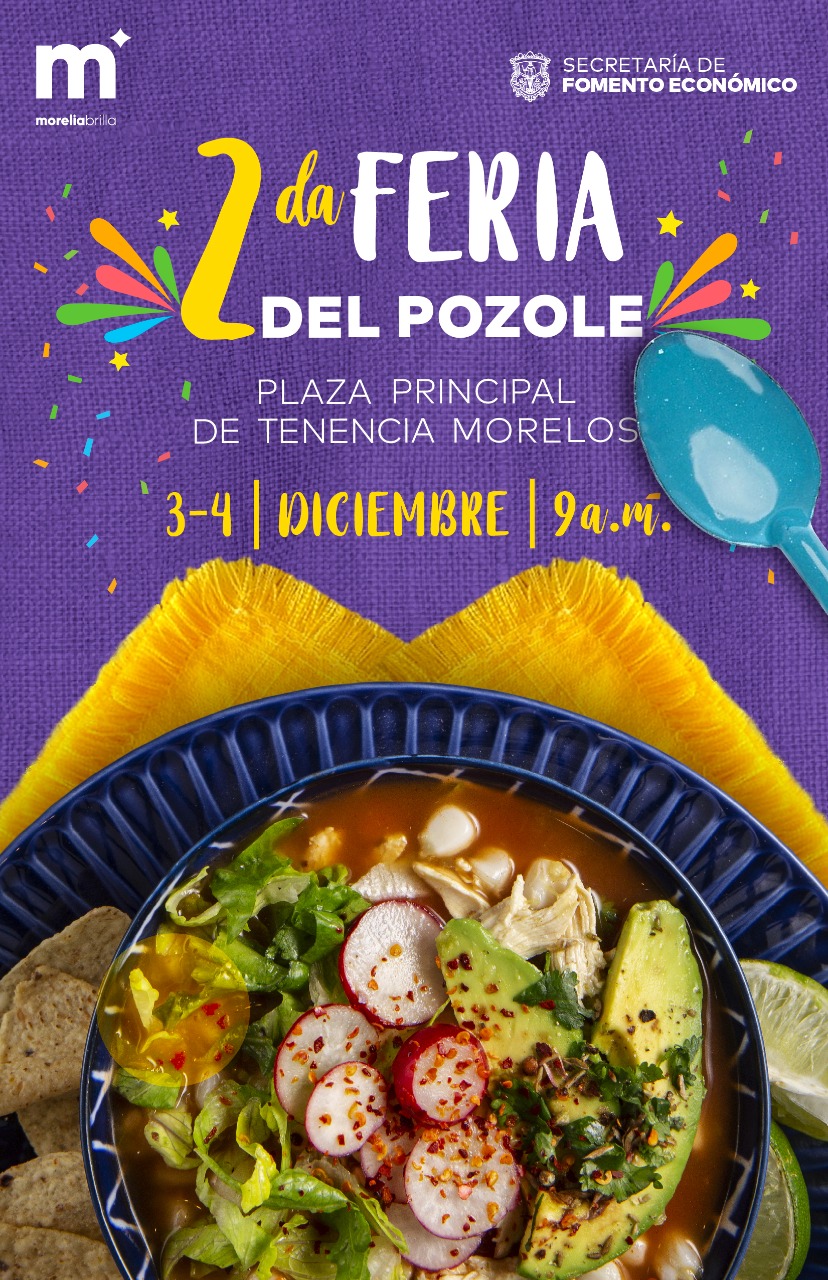 m
moreliabrilla
SECRETARÍA DE
FOMENTO ECONÓMICO
2da FERIA
DEL POZOLE
PLAZA PRINCIPAL
DE TENENCIA MORELOS
3-4 | DICIEMBRE | 9a.m.